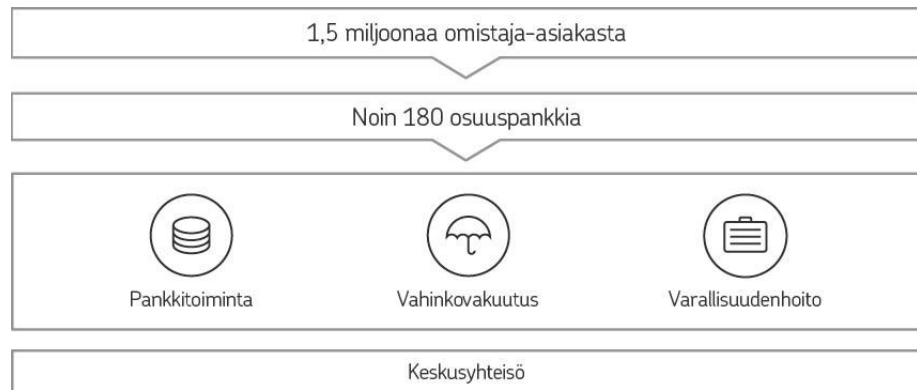 1,5 miljoonaa omistaja-asiakasta
Noin 180 osuuspankkia
Pankkitoiminta
Vahinkovakuutus
Varallisuudenhoito
Keskusyhteisö